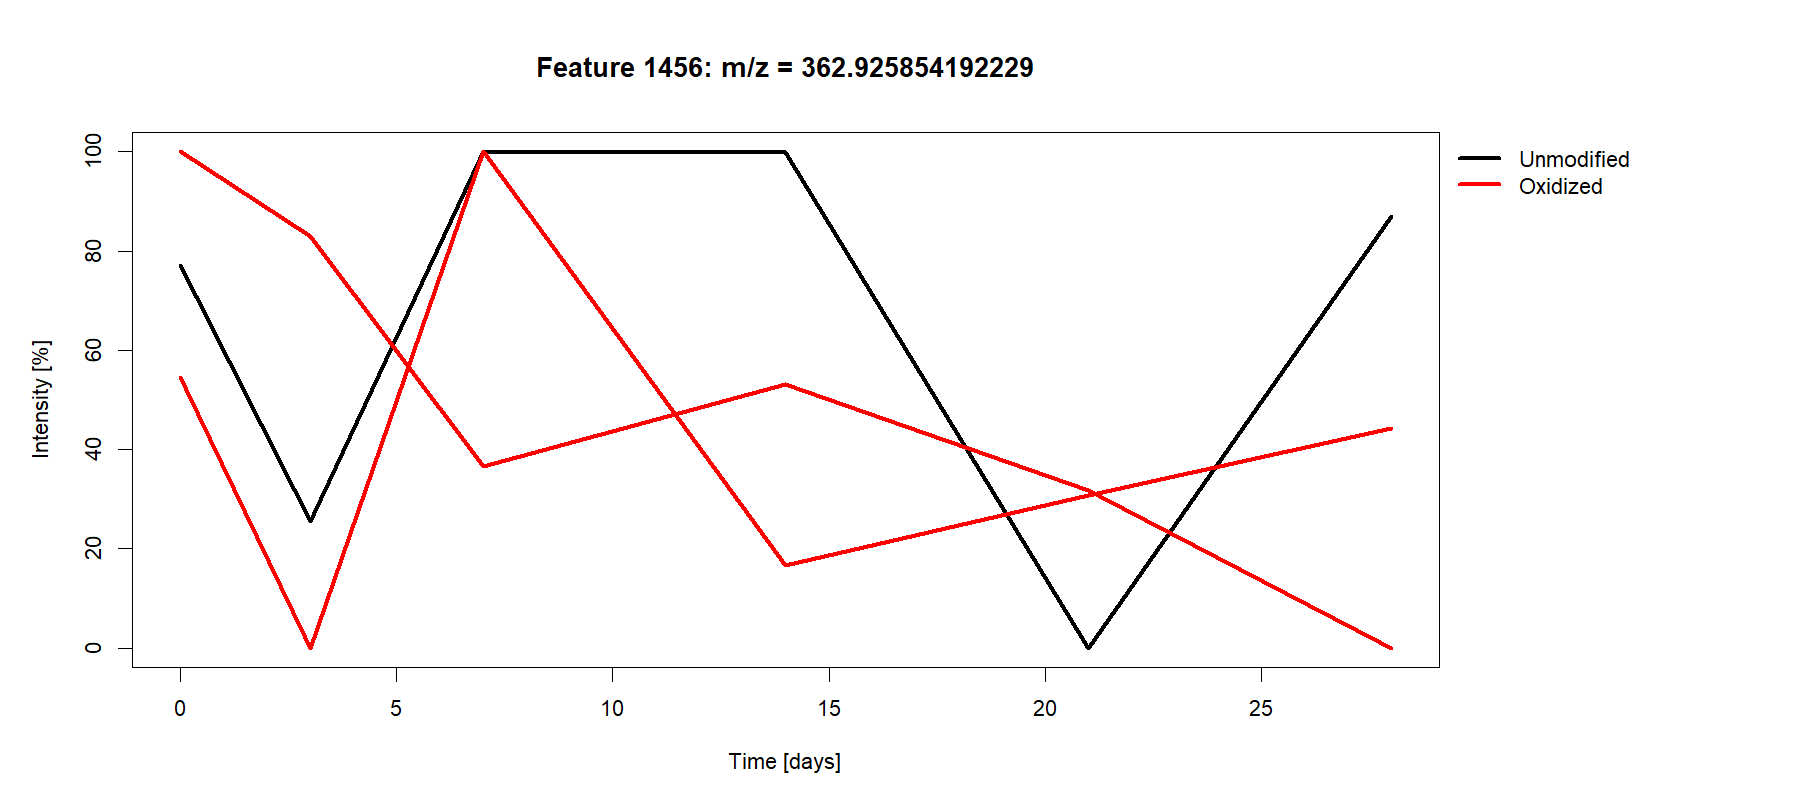 Feature 1456: m/z = 362.925854192229
Unmodified
Oxidized
Intensity [%]
100
80
60
40
20
0
0 5 10 15 20 25
Time [days]